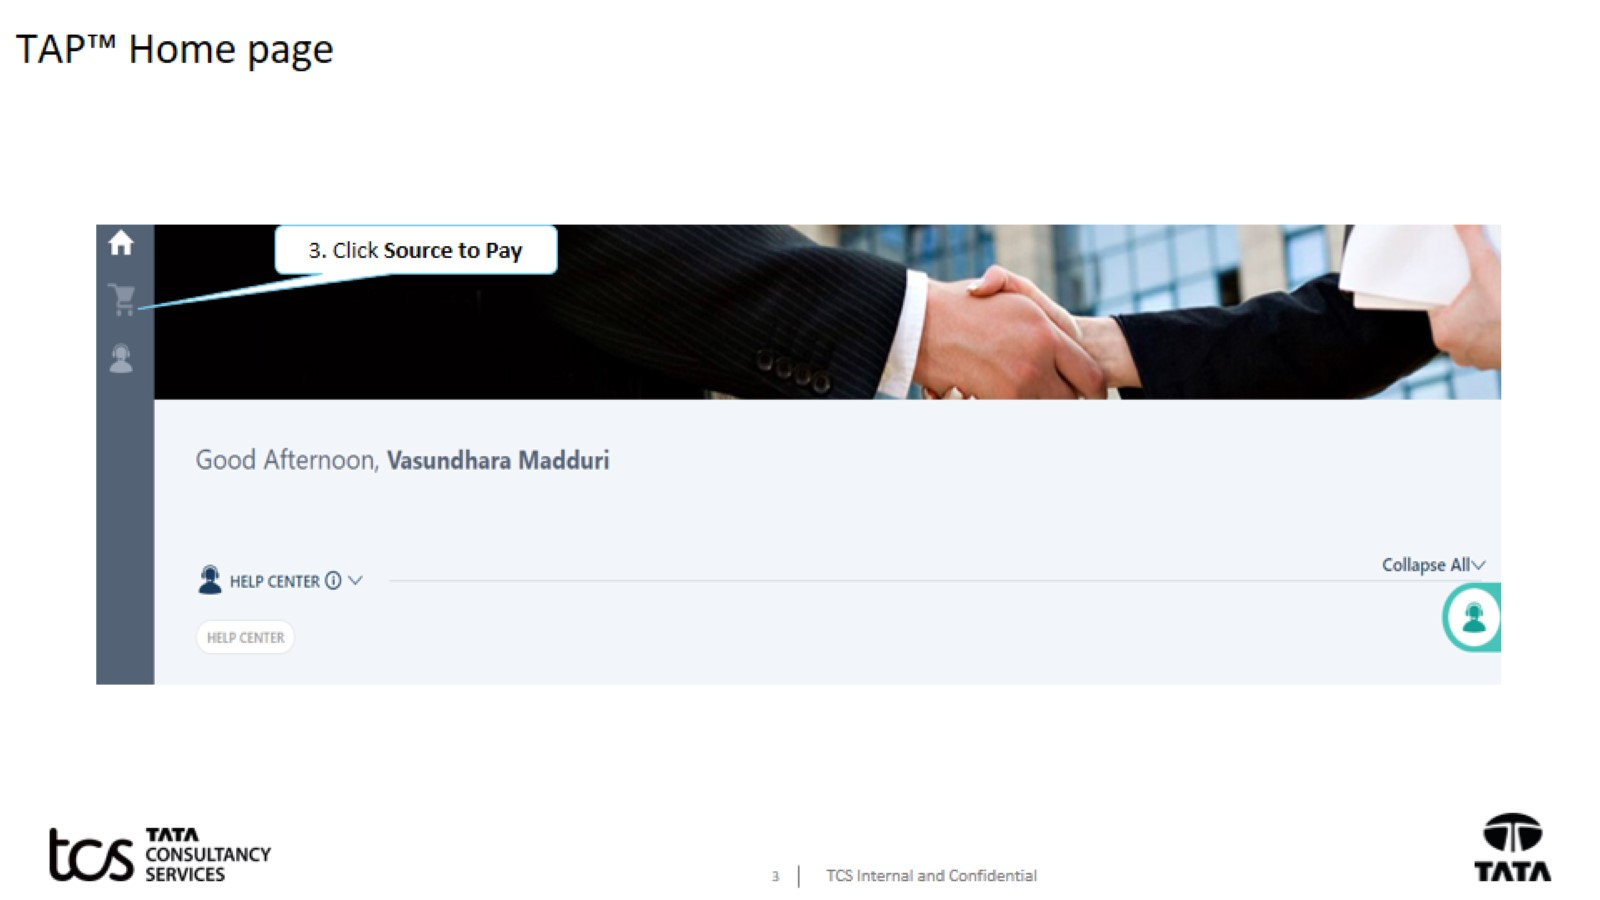 TAP™ Home page
3. Click Source to Pay
Good Afternoon, Vasundhara Madduri
Collapse All
HELP CENTER
HELP CENTER
tcs TATA
CONSULTANCY
SERVICES
3 | TCS Internal and Confidential
TATA